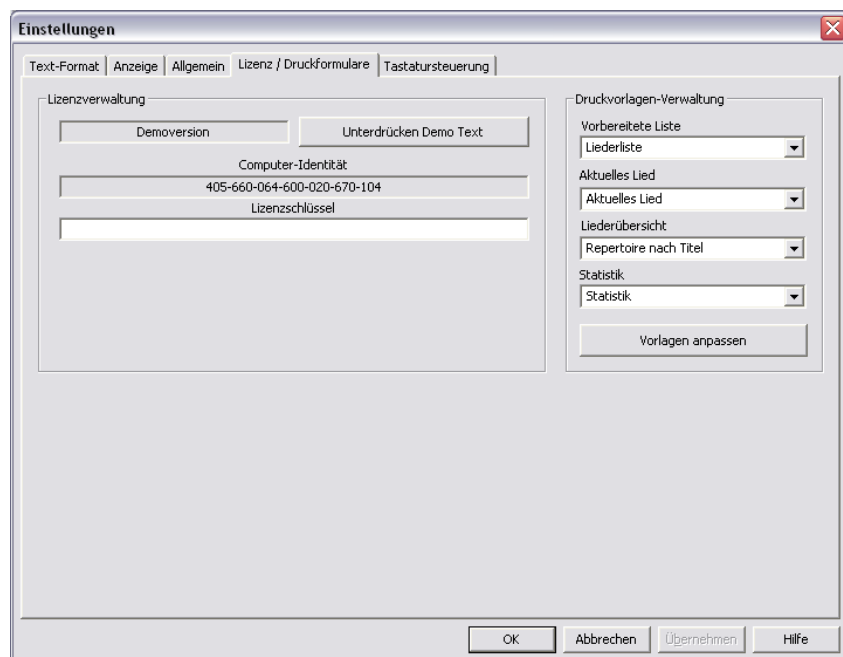 Einstellungen
Text-Format Anzeige Allgemein Lizenz / Druckformulare Tastatursteuerung
Lizenzverwaltung
Demoversion Unterdrücken Demo Text
Computer-Identität
405-660-064-600-020-670-104
Lizenzschlüssel
Druckvorlagen-Verwaltung
Vorbereitete Liste
Liederliste
Aktuelles Lied
Aktuelles Lied
Liederübersicht
Repertoire nach Titel
Statistik
Statistik
Vorlagen anpassen
OK Abbrechen Übernehmen Hilfe